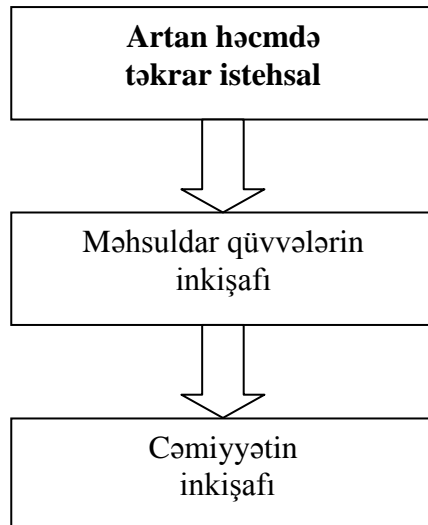 Artan həcmdə
təkrar istehsal
Məhsuldar qüvvələrin
inkişafı
Cəmiyyətin
inkişafı